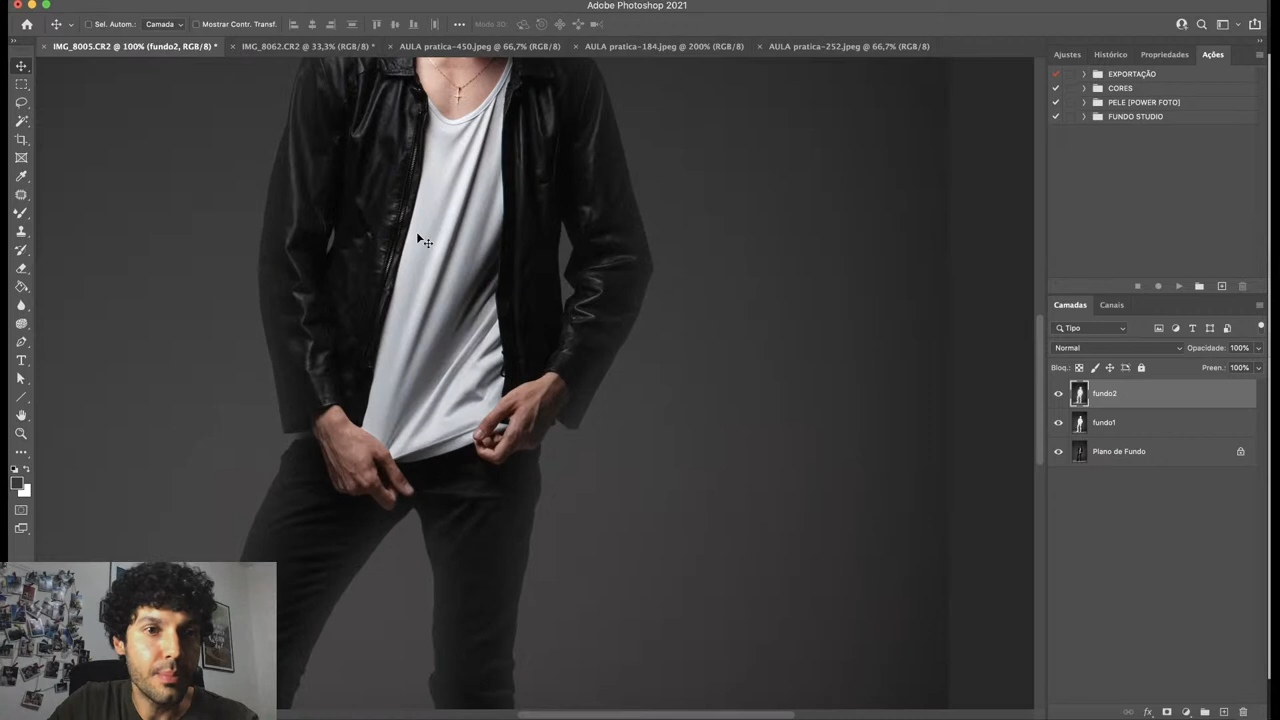 Adobe Photoshop 2021
Sel. Autom.: Camada Mostrar Contr. Transf. Modo 3D:
IMG_8005.CR2 @ 100% (fundo2, RGB/8) * IMG_8062.CR2 @ 33,3% (RGB/8) * AULA pratica-450.jpeg @ 66,7% (RGB/8) AULA pratica-184.jpeg @ 200% (RGB/8) AULA pratica-252.jpeg @ 66,7% (RGB/8)
Ajustes Histórico Propriedades Ações
EXPORTAÇÃO
CORES
PELE [POWER FOTO]
FUNDO STUDIO
Camadas Canais
Tipo
Normal Opacidade: 100%
Bloq.: Preen.: 100%
fundo2
fundo1
Plano de Fundo